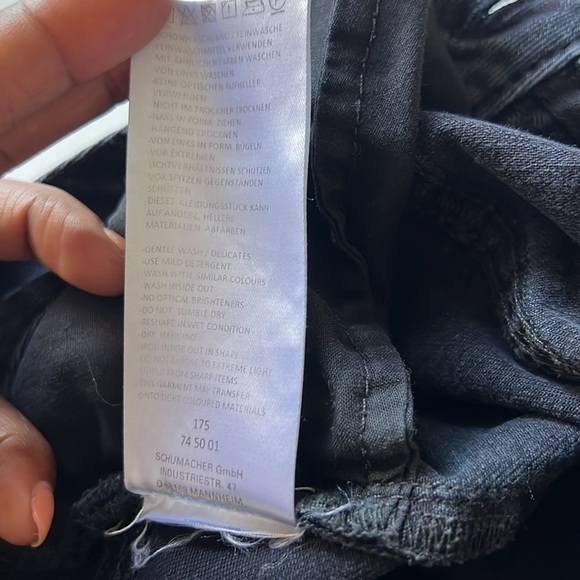 -SCHONWASCHGANG / FEINWÄSCHE
-FEINWASCHMITTEL VERWENDEN
-MIT ÄHNLICHEN FARBEN WASCHEN
-VON LINKS WASCHEN
-KEINE OPTISCHEN AUFHELLER
VERWENDEN
-NICHT IM TROCKNER TROCKNEN
-NASS IN FORM ZIEHEN
-HÄNGEND TROCKNEN
-VON LINKS IN FORM BÜGELN
-VOR EXTREMEN
LICHTVERHÄLTNISSEN SCHÜTZEN
-VOR SPITZEN GEGENSTÄNDEN
SCHÜTZEN
-DIESES KLEIDUNGSSTÜCK KANN
AUF ANDERE, HELLERE
MATERIALIEN ABFÄRBEN
-GENTLE WASH / DELICATES
-USE MILD DETERGENT
-WASH WITH SIMILAR COLOURS
-WASH INSIDE OUT
-NO OPTICAL BRIGHTENERS
-DO NOT TUMBLE DRY
-RESHAPE IN WET CONDITION
-DRY HANGING
-IRON INSIDE OUT IN SHAPE
-DO NOT EXPOSE TO EXTREME LIGHT
FROM SHARP ITEMS
-THIS GARMENT MAY TRANSFER
ONTO LIGHT COLOURED MATERIALS
175
74 50 01
SCHUMACHER GmbH
INDUSTRIESTR. 47
D-68169 MANNHEIM